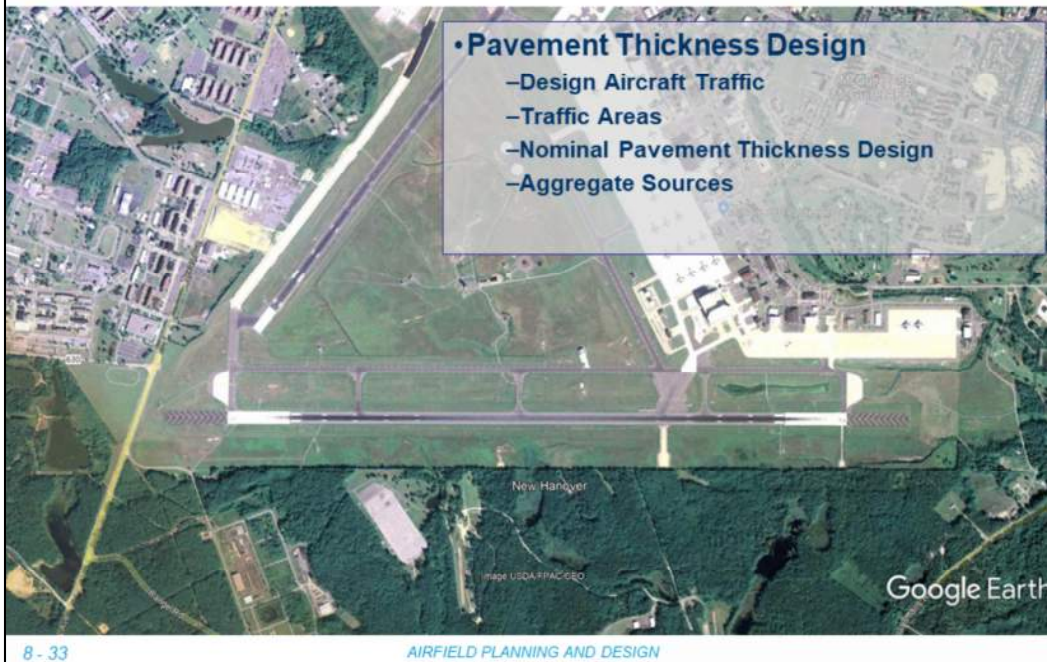 •Pavement Thickness Design
–Design Aircraft Traffic
–Traffic Areas
–Nominal Pavement Thickness Design
–Aggregate Sources
New Hanover
Image USDA/FPAC/GEO
Google Earth
8 - 33
AIRFIELD PLANNING AND DESIGN